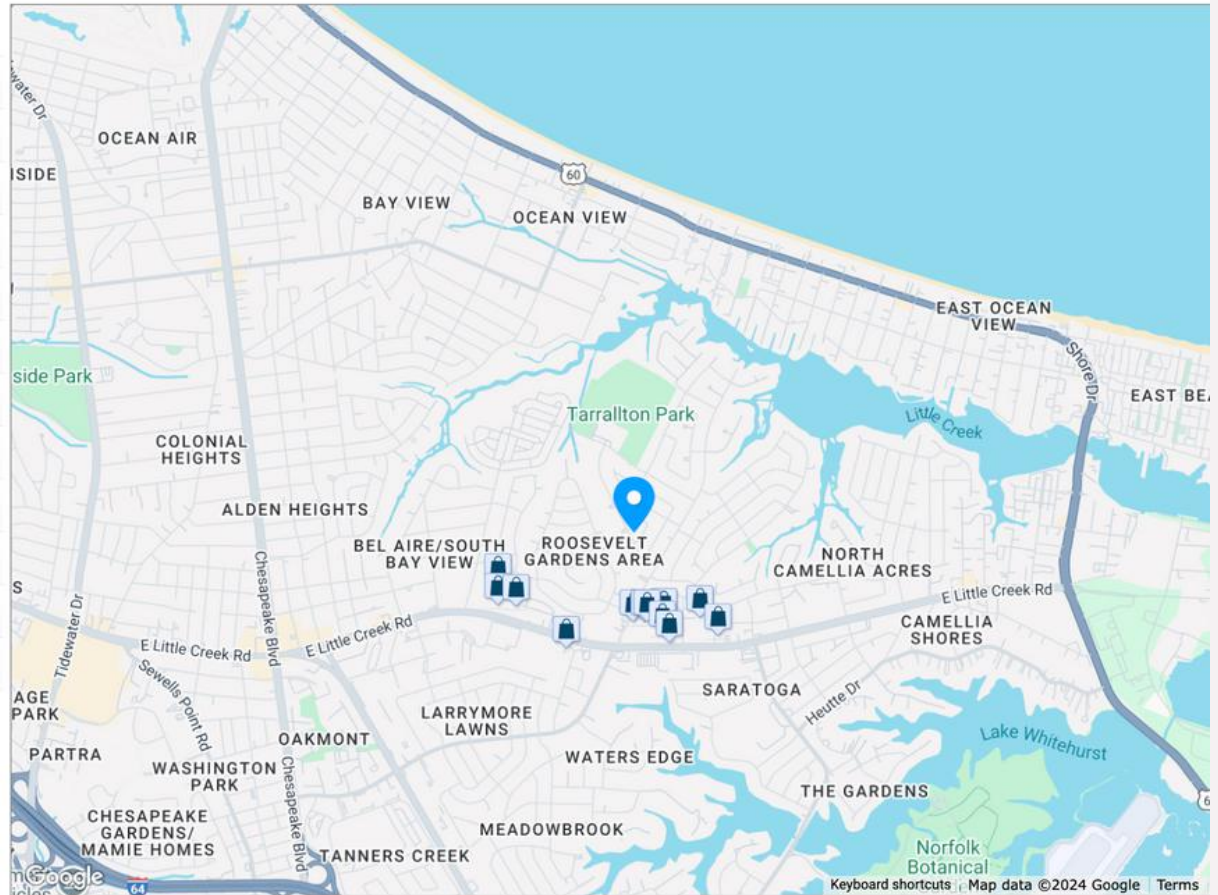 ewater Dr
OCEAN AIR
ISIDE
BAY VIEW
60
OCEAN VIEW
EAST OCEAN
VIEW
Shore Dr
side Park
Tarrallton Park
EAST BEA
Little Creek
COLONIAL
HEIGHTS
ALDEN HEIGHTS
BEL AIRE/SOUTH
BAY VIEW
ROOSEVELT
GARDENS AREA
NORTH
CAMELLIA ACRES
S
Chesapeake Blvd
E Little Creek Rd
E Little Creek Rd
E Little Creek Rd
CAMELLIA
SHORES
Tidewater Dr
Sewells Point Rd
SARATOGA
Heutte Dr
AGE
PARK
LARRYMORE
LAWNS
OAKMONT
Lake Whitehurst
PARTRA
WASHINGTON
PARK
WATERS EDGE
Chesapeake Blvd
THE GARDENS
6
CHESAPEAKE
GARDENS/
MAMIE HOMES
MEADOWBROOK
TANNERS CREEK
Norfolk
Botanical
Google
64
Keyboard shortcuts
Map data ©2024 Google
Terms